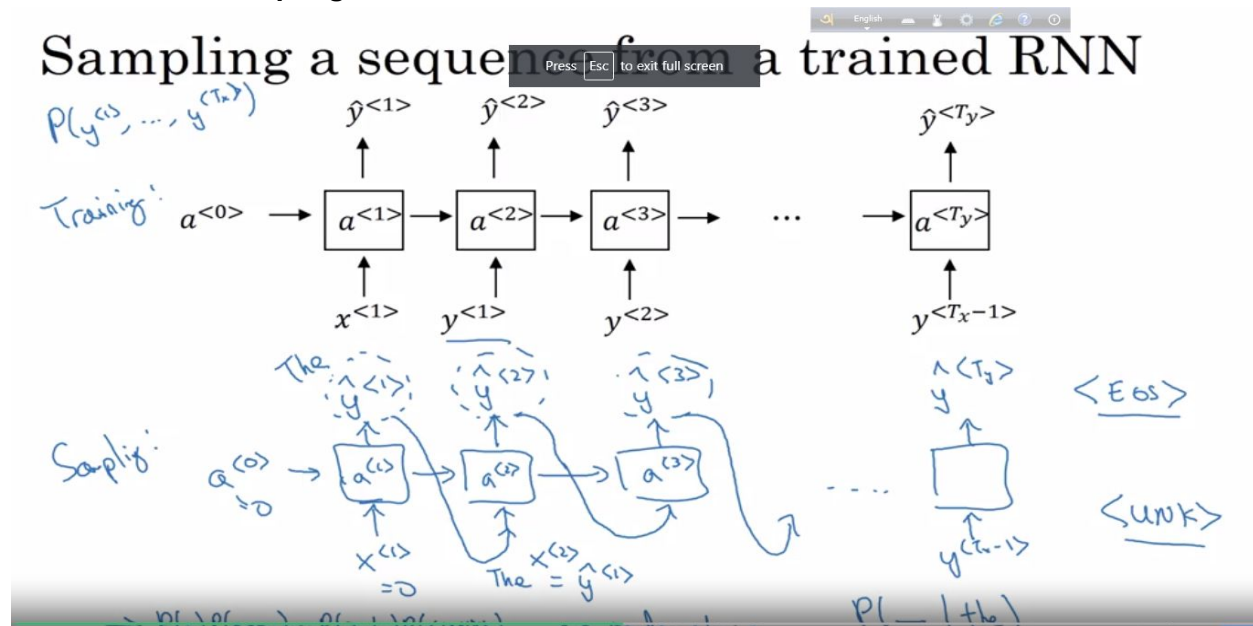 English
Sampling a sequence from a trained RNN
Press Esc to exit full screen
P(y<1>, ..., y<Tx>)
ŷ<1> ŷ<2> ŷ<3> ŷ<Ty>
Training: a<0> a<1> a<2> a<3> ... a<Ty>
x<1> y<1> y<2> y<Tx-1>
The ŷ<1> ŷ<2> ŷ<3> ŷ<Ty> <EOS>
Sampling: a<0> =0 a<1> a<2> a<3> ....
<UNK>
x<1> =0 The x<2> = ŷ<1> y<Tx-1>
P(_|the)